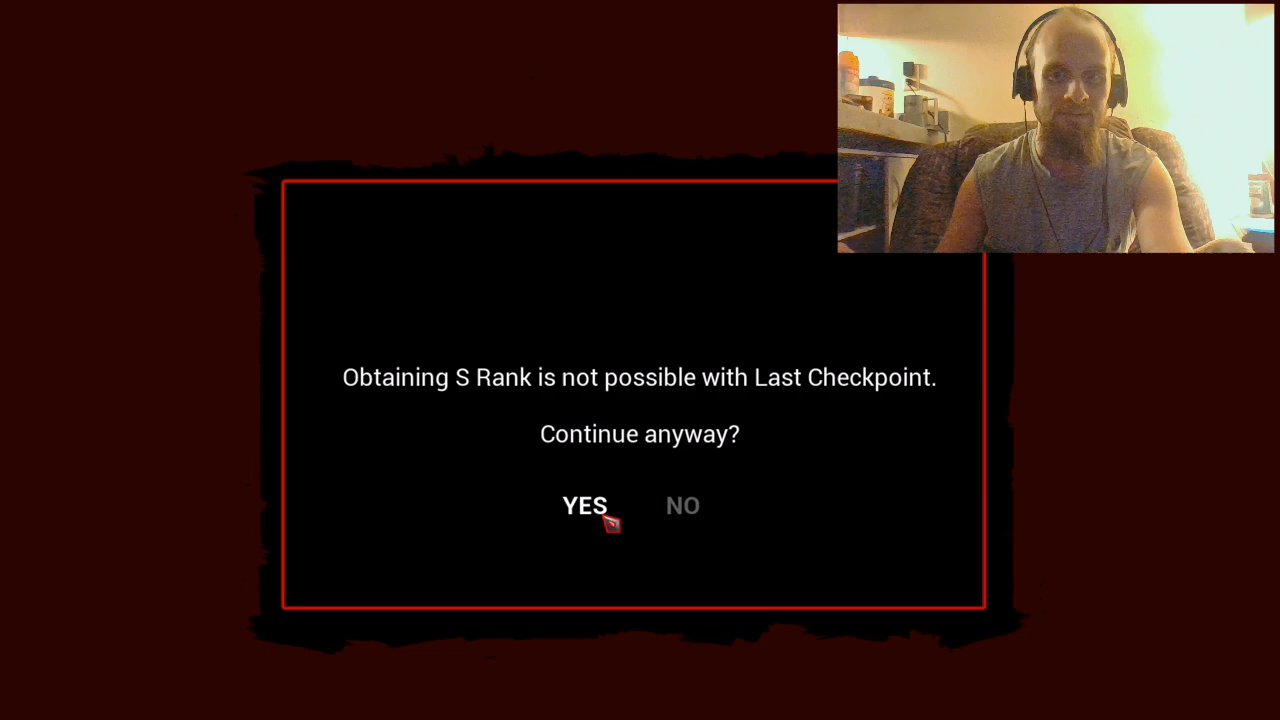 Obtaining S Rank is not possible with Last Checkpoint.
Continue anyway?
YES NO